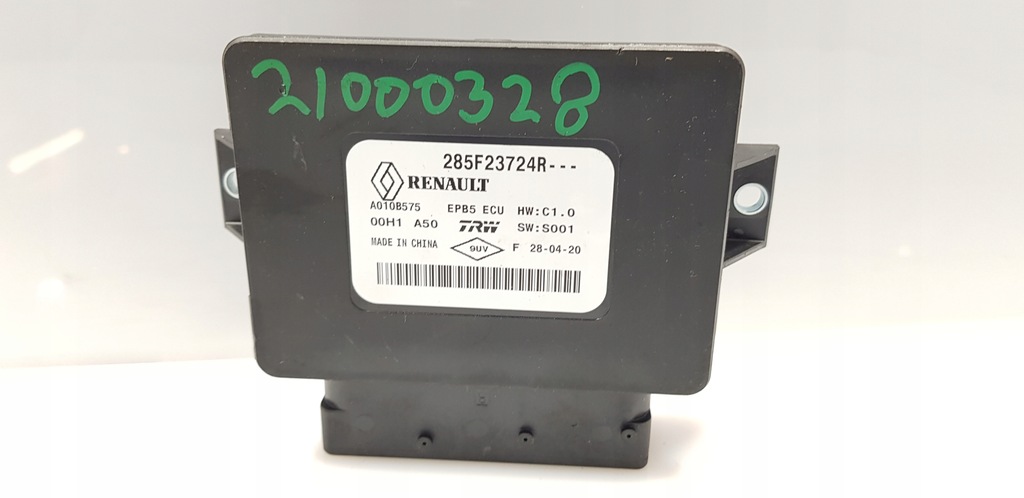 21000328
285F23724R---
RENAULT
A010B575 EPB5 ECU HW:C1.0
00H1 A50 TRW SW:S001
MADE IN CHINA 9UV F 28-04-20